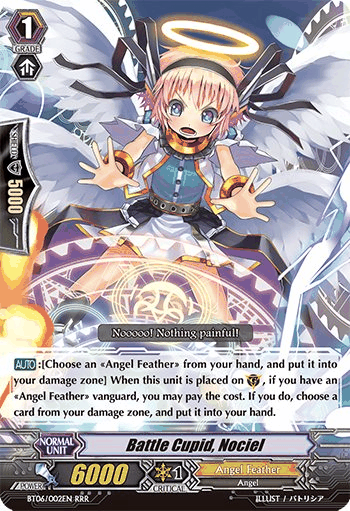 1
GRADE
SHIELD
5000
Nooooo! Nothing painful!
AUTO:[Choose an «Angel Feather» from your hand, and put it into
your damage zone] When this unit is placed on , if you have an
«Angel Feather» vanguard, you may pay the cost. If you do, choose a
card from your damage zone, and put it into your hand.
NORMAL
UNIT
Battle Cupid, Nociel
POWER
6000
1
CRITICAL
Angel Feather
Angel
BT06/002EN RRR
ILLUST / パトリシア